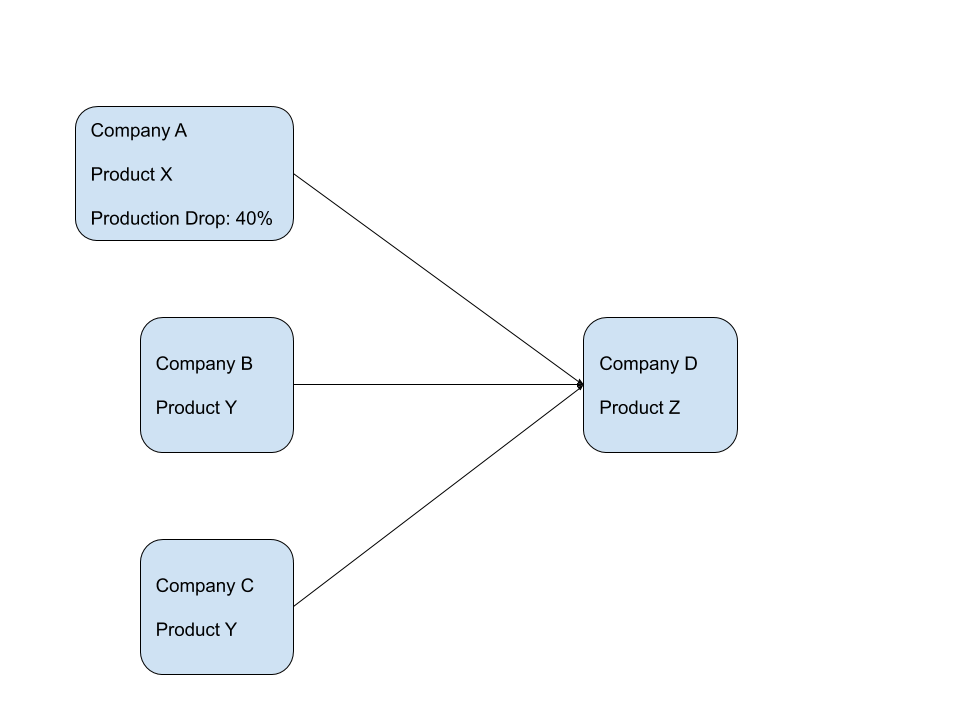 Company A
Product X
Production Drop: 40%
Company B
Product Y
Company D
Product Z
Company C
Product Y